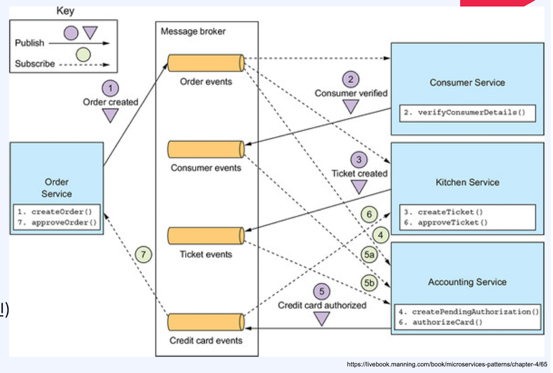 Key
Publish
Subscribe
Message broker
Order events
Consumer events
Ticket events
Credit card events
1
Order created
2
Consumer verified
3
Ticket created
6
4
5a
5b
5
Credit card authorized
7
Order
Service
1. createOrder()
7. approveOrder()
Consumer Service
2. verifyConsumerDetails()
Kitchen Service
3. createTicket()
6. approveTicket()
Accounting Service
4. createPendingAuthorization()
6. authorizeCard()
!)
https://livebook.manning.com/book/microservices-patterns/chapter-4/65